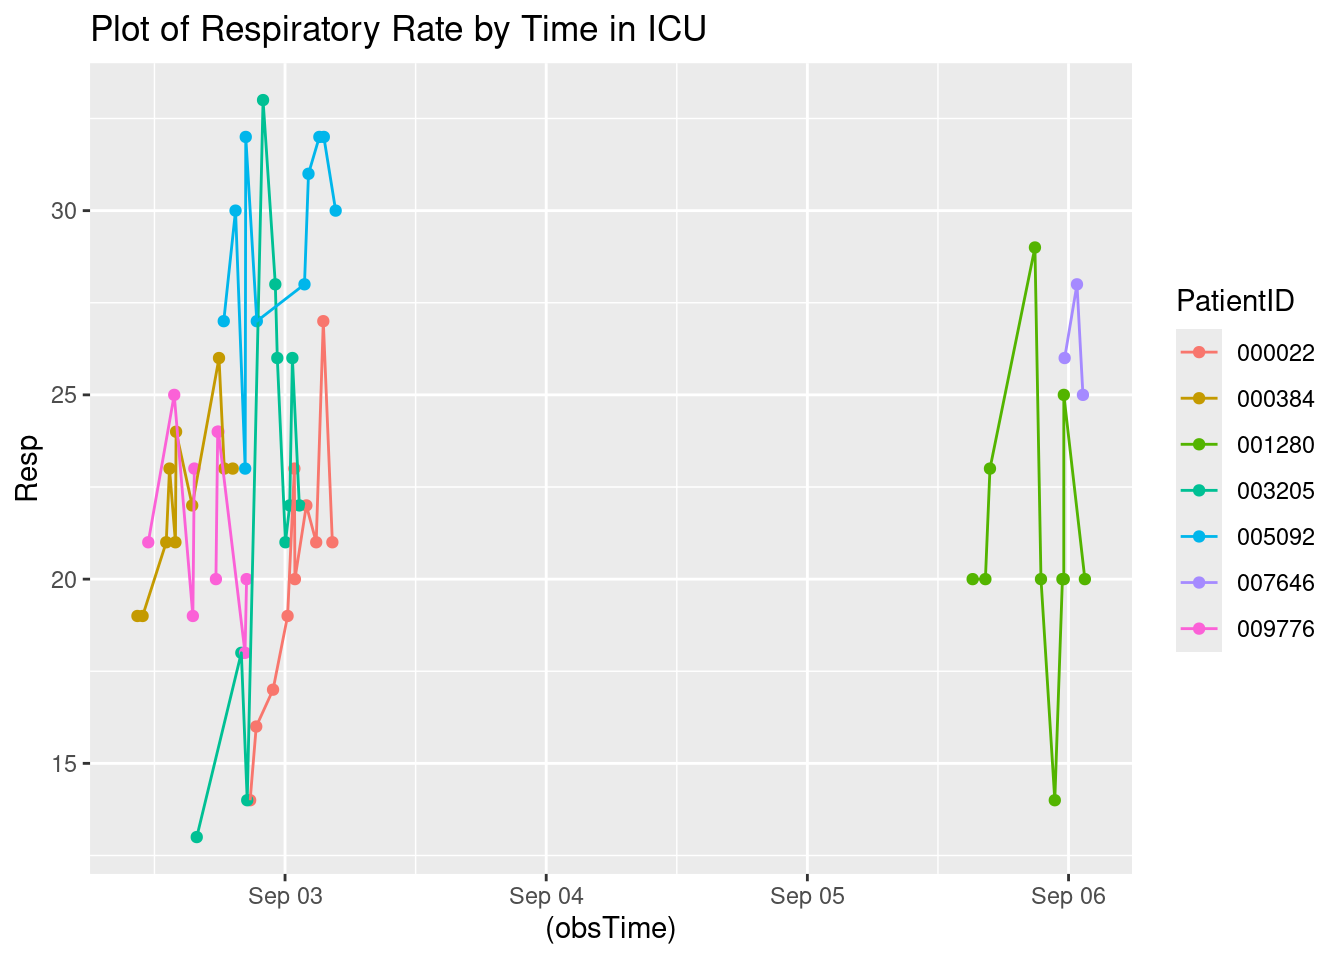 Plot of Respiratory Rate by Time in ICU
Resp
30
25
20
15
Sep 03 Sep 04 Sep 05 Sep 06
(obsTime)
PatientID
000022
000384
001280
003205
005092
007646
009776